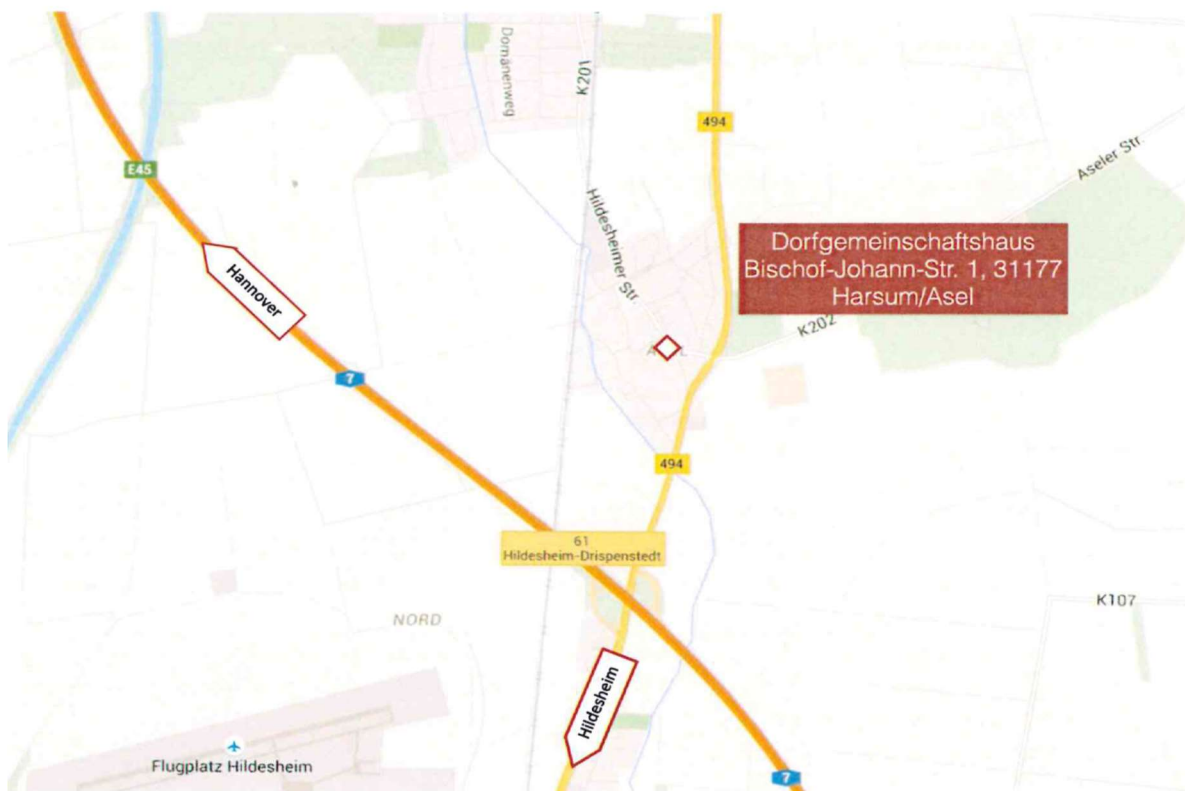 Domänenweg
K201
494
E45
Aseler Str.
Hildesheimer Str.
Dorfgemeinschaftshaus
Bischof-Johann-Str. 1, 31177
Harsum/Asel
Hannover
K202
7
494
61
Hildesheim-Drispenstedt
K107
NORD
Hildesheim
Flugplatz Hildesheim
7